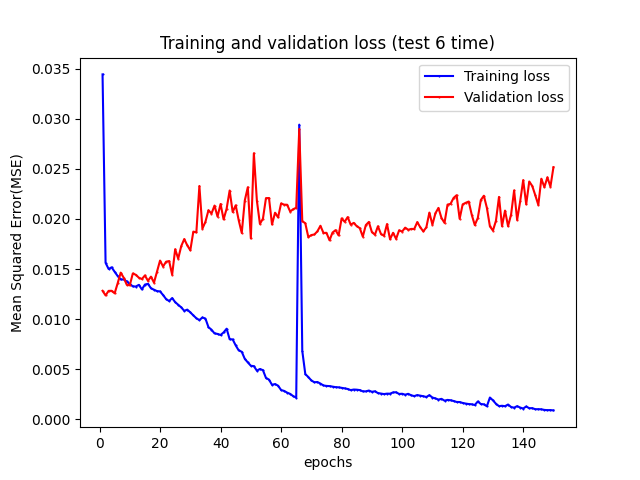 Training and validation loss (test 6 time)
Training loss
Validation loss
0.035
0.030
0.025
0.020
0.015
0.010
0.005
0.000
Mean Squared Error(MSE)
0 20 40 60 80 100 120 140
epochs